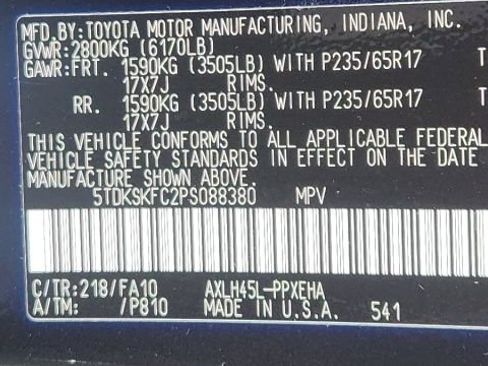 MFD.BY:TOYOTA MOTOR MANUFACTURING, INDIANA, INC.
GVWR:2800KG (6170LB)
GAWR:FRT. 1590KG (3505LB) WITH P235/65R17 T
17X7J RIMS.
RR. 1590KG (3505LB) WITH P235/65R17 T
17X7J RIMS.
THIS VEHICLE CONFORMS TO ALL APPLICABLE FEDERAL
VEHICLE SAFETY STANDARDS IN EFFECT ON THE DATE
MANUFACTURE SHOWN ABOVE.
5TDKSKFC2PS088380 MPV
C/TR:218/FA10 AXLH45L-PPXEHA
A/TM: /P810 MADE IN U.S.A. 541